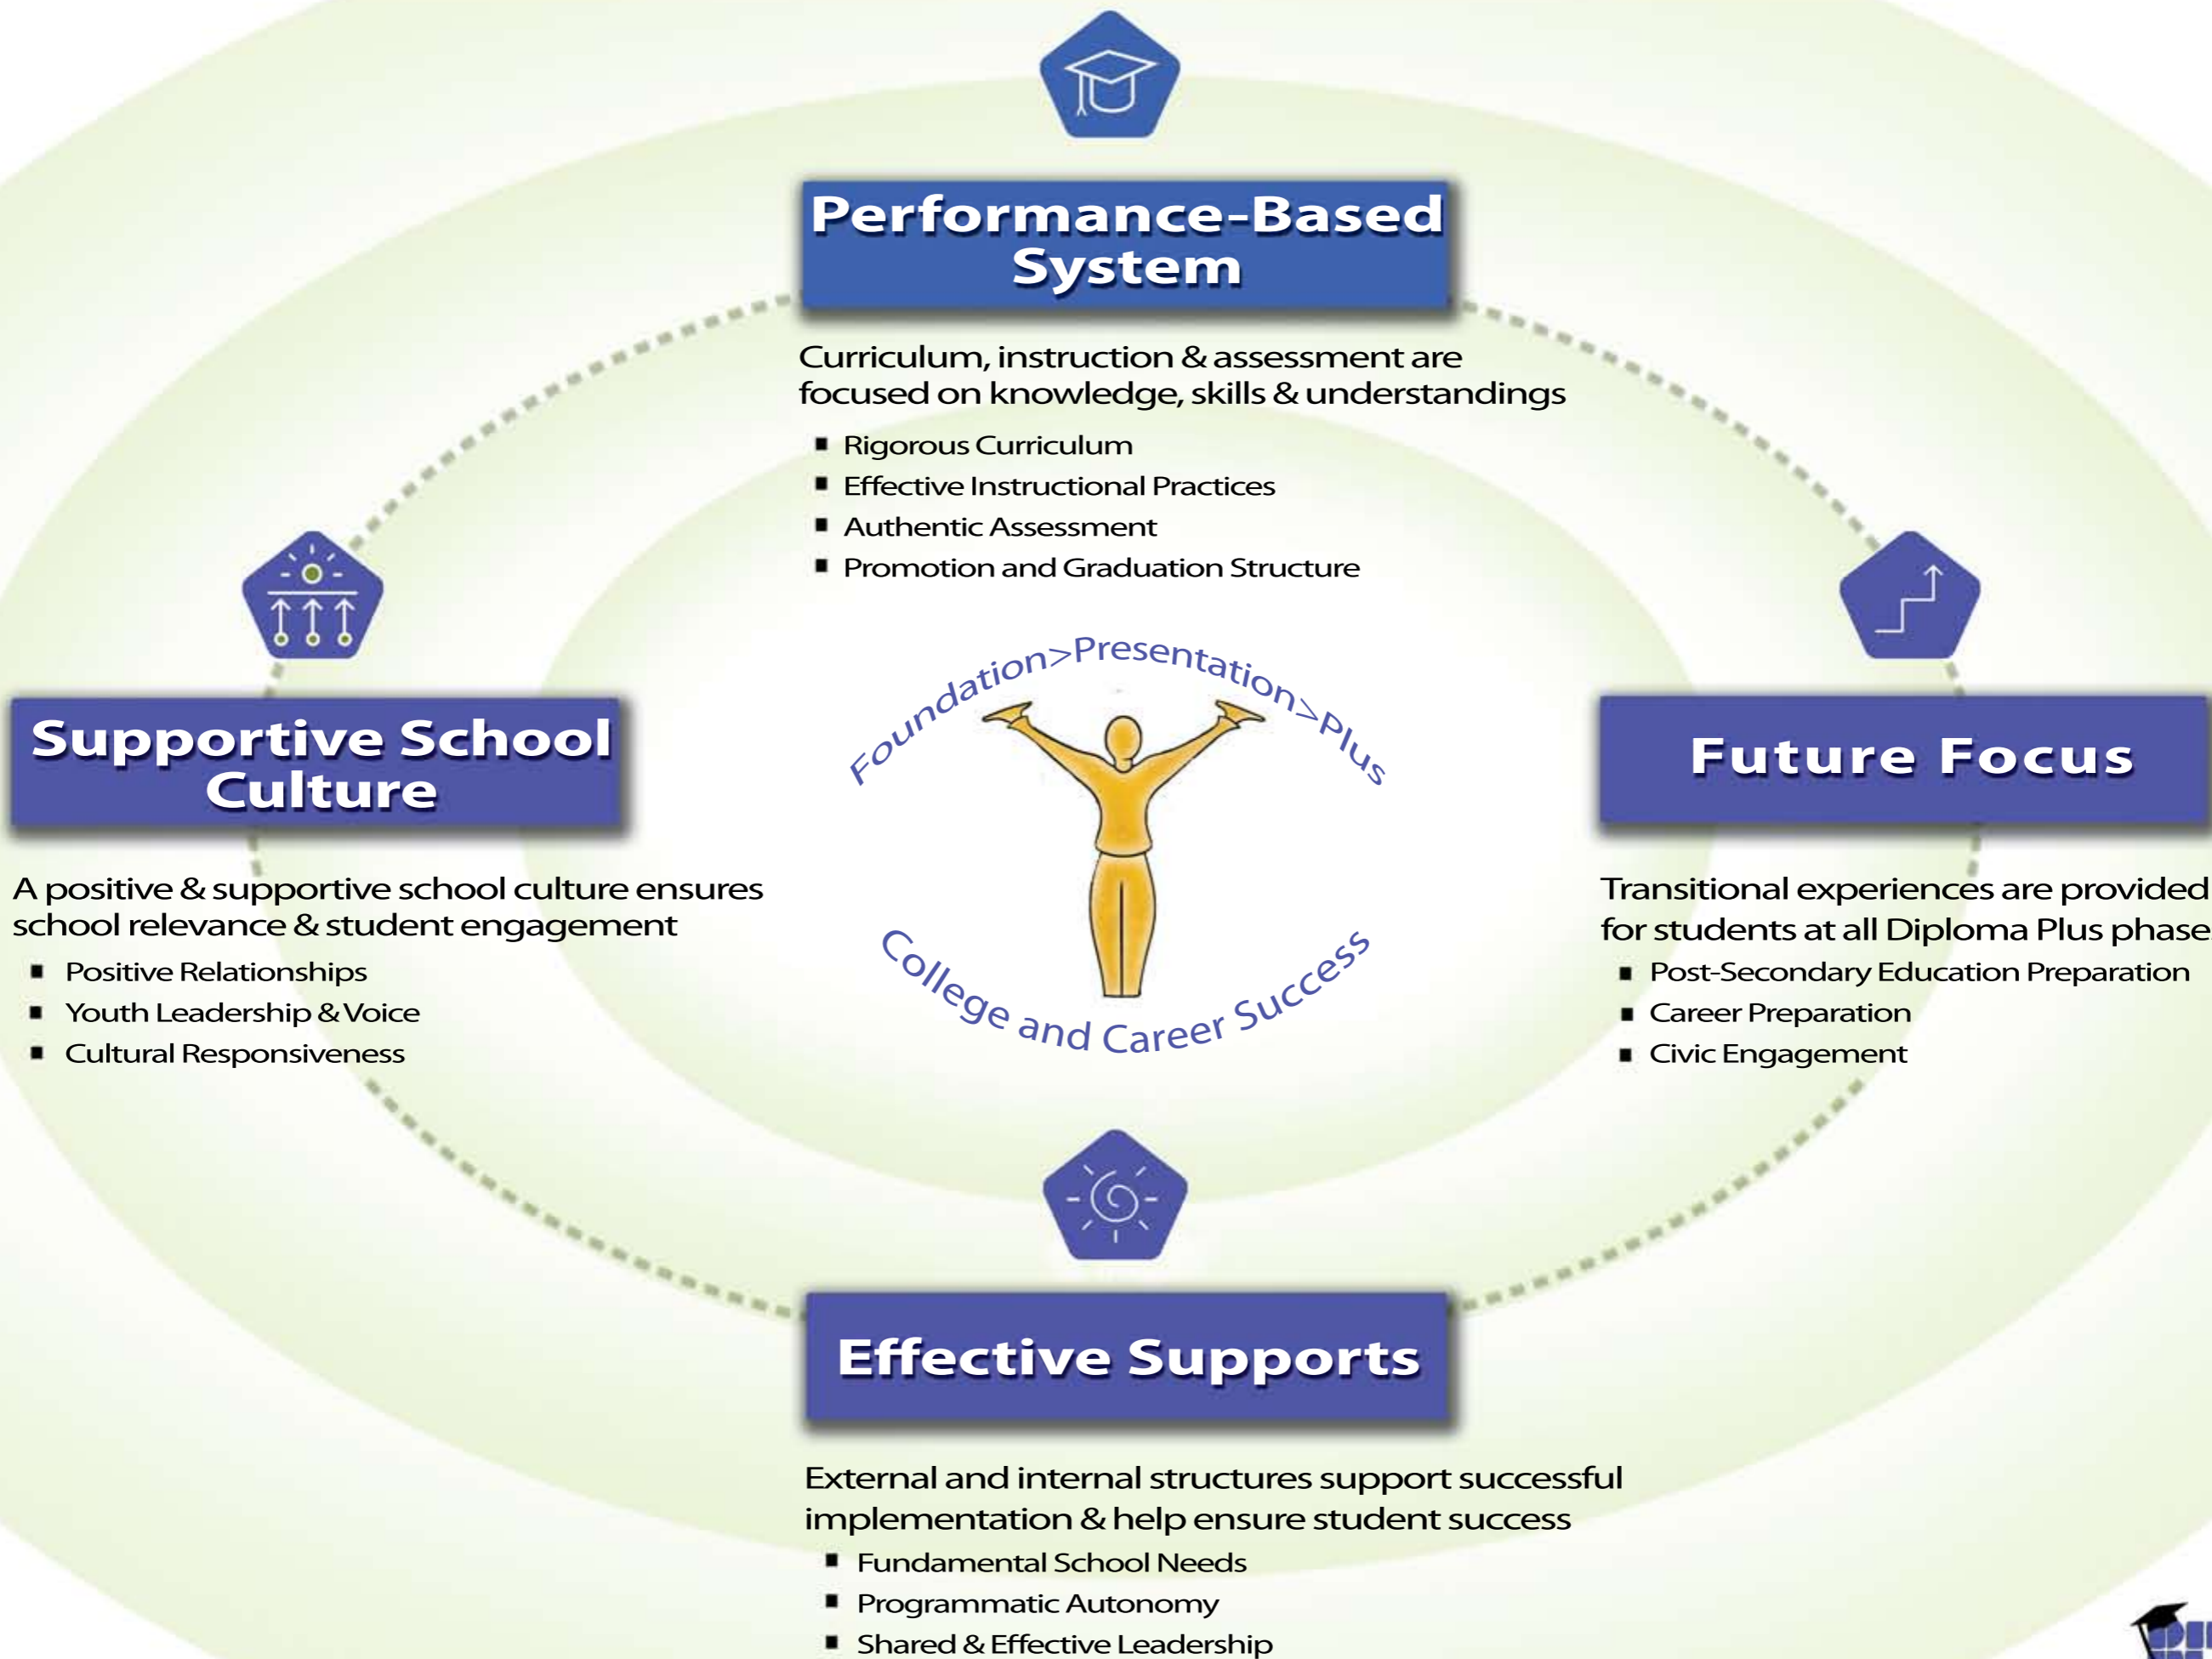 Performance-Based
System
Curriculum, instruction & assessment are
focused on knowledge, skills & understandings
▪ Rigorous Curriculum
▪ Effective Instructional Practices
▪ Authentic Assessment
▪ Promotion and Graduation Structure
Foundation>Presentation>Plus
College and Career Success
Supportive School
Culture
A positive & supportive school culture ensures
school relevance & student engagement
▪ Positive Relationships
▪ Youth Leadership & Voice
▪ Cultural Responsiveness
Future Focus
Transitional experiences are provided
for students at all Diploma Plus phase
▪ Post-Secondary Education Preparation
▪ Career Preparation
▪ Civic Engagement
Effective Supports
External and internal structures support successful
implementation & help ensure student success
▪ Fundamental School Needs
▪ Programmatic Autonomy
▪ Shared & Effective Leadership